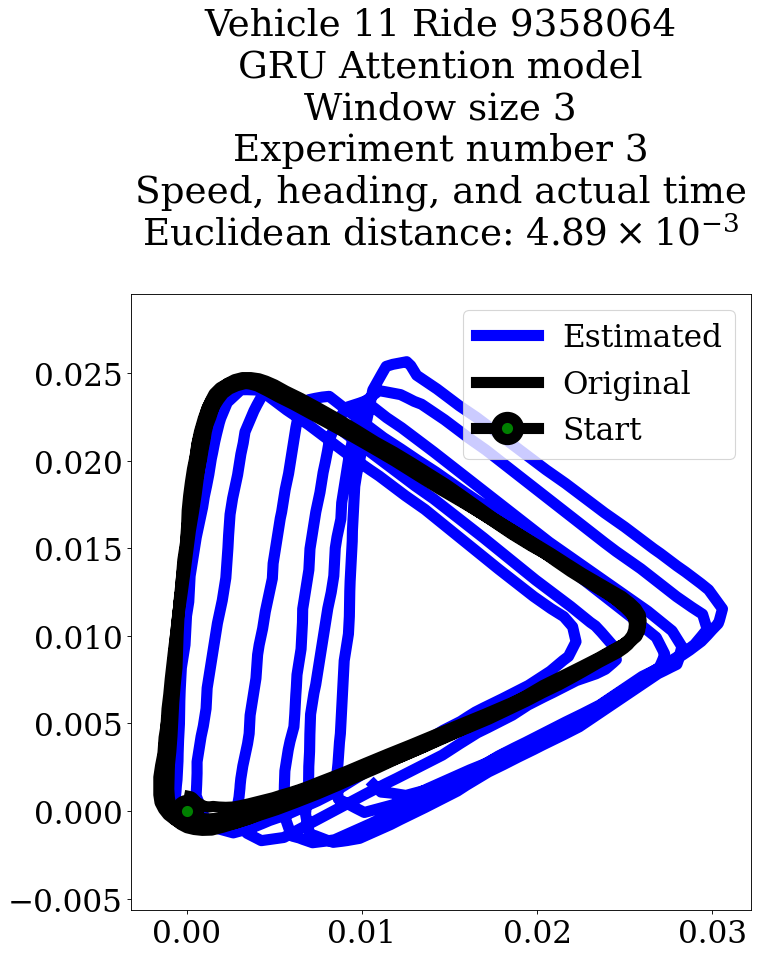 Vehicle 11 Ride 9358064
GRU Attention model
Window size 3
Experiment number 3
Speed, heading, and actual time
Euclidean distance: 4.89 × 10⁻³
Estimated
Original
Start
0.025
0.020
0.015
0.010
0.005
0.000
−0.005
0.00 0.01 0.02 0.03